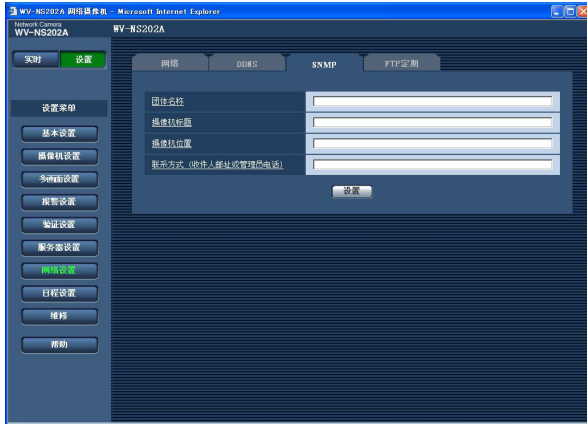 WV-NS202A 网络摄像机 - Microsoft Internet Explorer
Network Camera
WV-NS202A
WV-NS202A
实时 设置
网络 DDNS SNMP FTP定期
设置菜单
基本设置
摄像机设置
多画面设置
报警设置
验证设置
服务器设置
网络设置
日程设置
维修
帮助
团体名称
摄像机标题
摄像机位置
联系方式 (收件人邮址或管理员电话)
设置